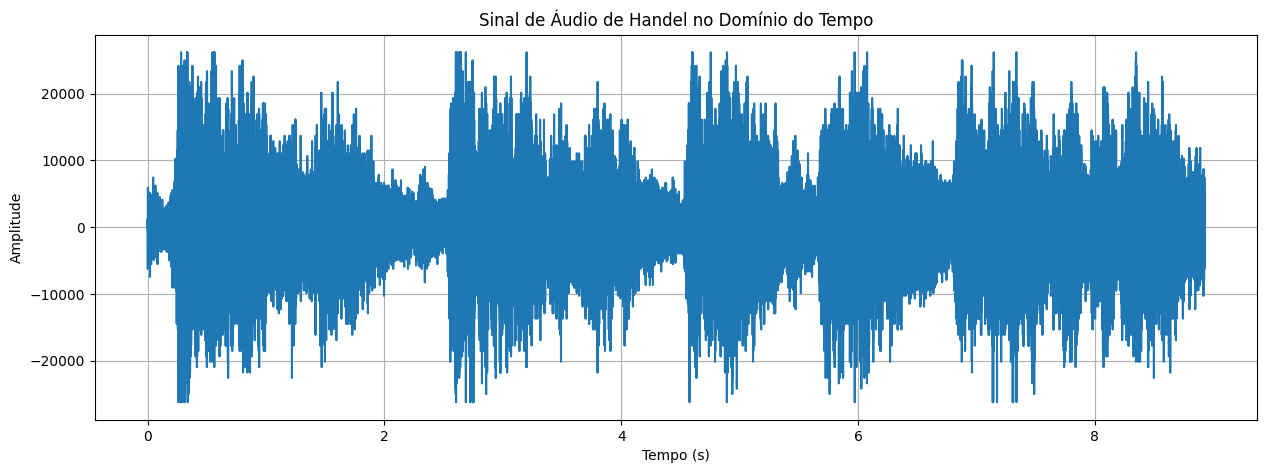 Sinal de Áudio de Handel no Domínio do Tempo
Amplitude
20000
10000
0
−10000
−20000
0 2 4 6 8
Tempo (s)